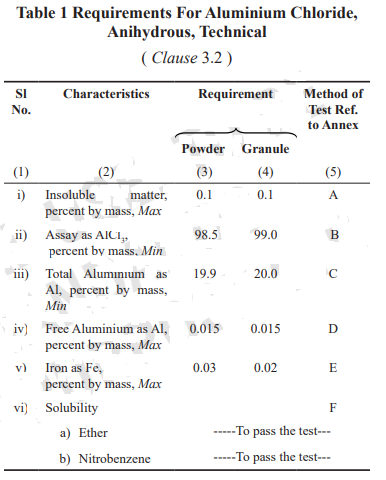 Table 1 Requirements For Aluminium Chloride,
Anihydrous, Technical
( Clause 3.2 )
Sl Characteristics Requirement Method of
No. Test Ref.
to Annex
Powder Granule
(1) (2) (3) (4) (5)
i) Insoluble matter, 0.1 0.1 A
percent by mass, Max
ii) Assay as AlCl3, 98.5 99.0 B
percent by mass, Min
iii) Total Aluminium as 19.9 20.0 C
Al, percent by mass,
Min
iv) Free Aluminium as Al, 0.015 0.015 D
percent by mass, Max
v) Iron as Fe, 0.03 0.02 E
percent by mass, Max
vi) Solubility F
a) Ether -----To pass the test---
b) Nitrobenzene -----To pass the test---